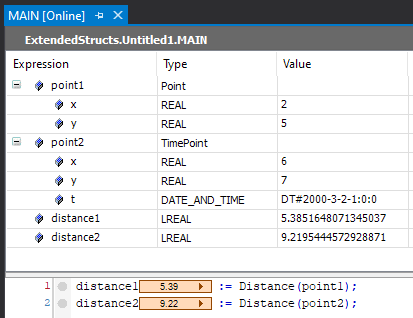 MAIN [Online]
ExtendedStructs.Untitled1.MAIN
Expression Type Value
point1 Point
x REAL 2
y REAL 5
point2 TimePoint
x REAL 6
y REAL 7
t DATE_AND_TIME DT#2000-3-2-1:0:0
distance1 LREAL 5.3851648071345037
distance2 LREAL 9.2195444572928871
1 distance1 5.39 := Distance(point1);
2 distance2 9.22 := Distance(point2);